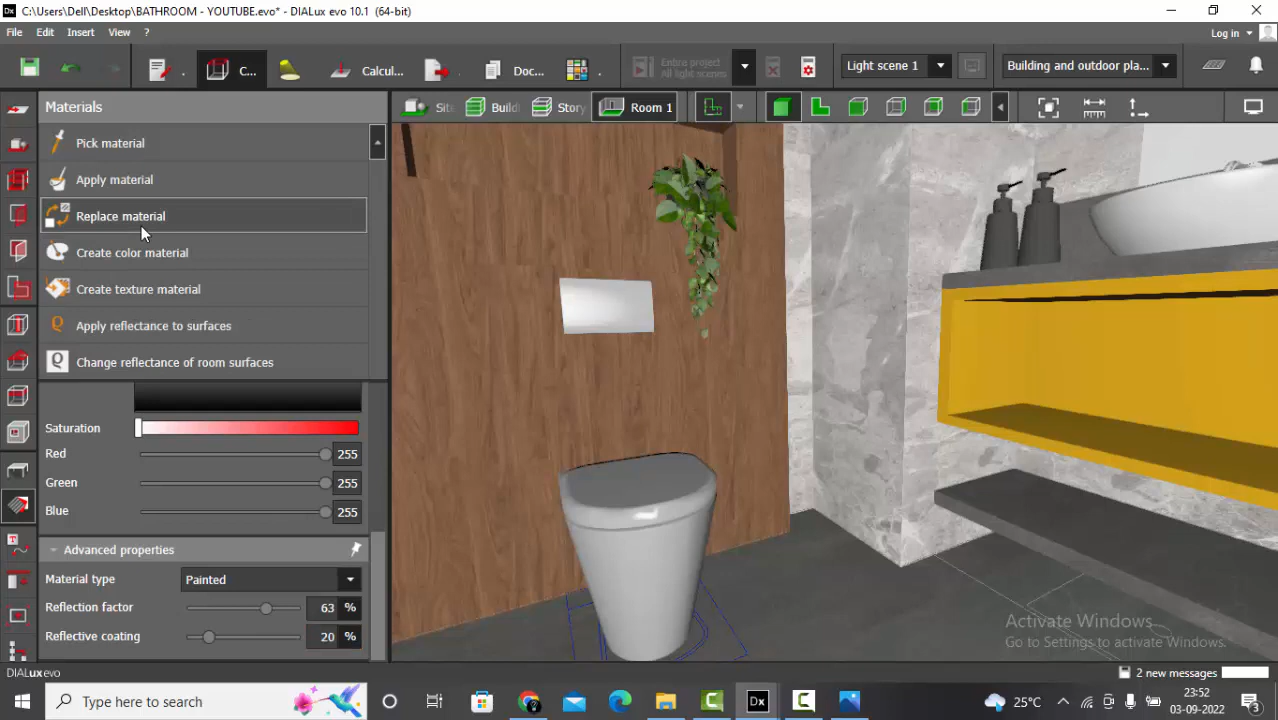 Dx C:\Users\Dell\Desktop\BATHROOM - YOUTUBE.evo* - DIALux evo 10.1 (64-bit)
File Edit Insert View ? Log in
C... Calcul... Doc... Entire project
All light scenes
Light scene 1 Building and outdoor pla...
Materials
Sit Buildi Story Room 1
Pick material
Apply material
Replace material
Create color material
Create texture material
Apply reflectance to surfaces
Change reflectance of room surfaces
Saturation
Red 255
Green 255
Blue 255
Advanced properties
Material type Painted
Reflection factor 63 %
Reflective coating 20 %
Activate Windows
Go to Settings to activate Windows.
DIALux evo 2 new messages
Type here to search
Dx
25°C
23:52
03-09-2022
3